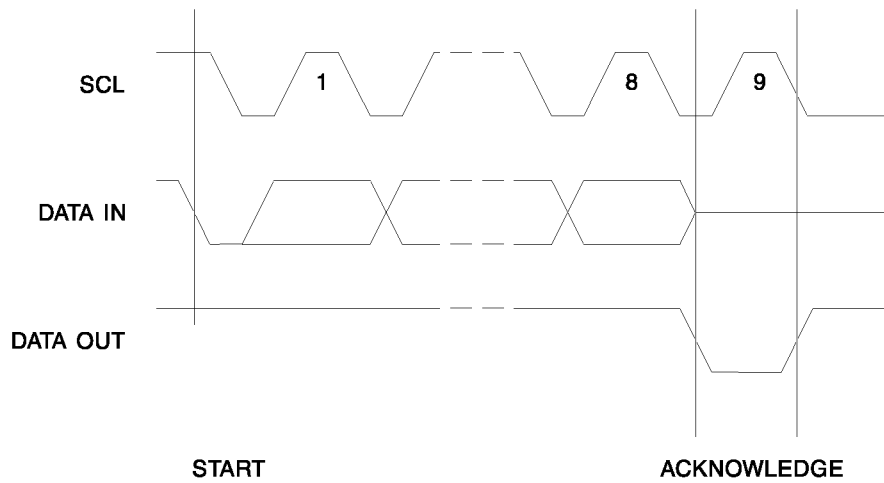 SCL
1
8
9
DATA IN
DATA OUT
START
ACKNOWLEDGE